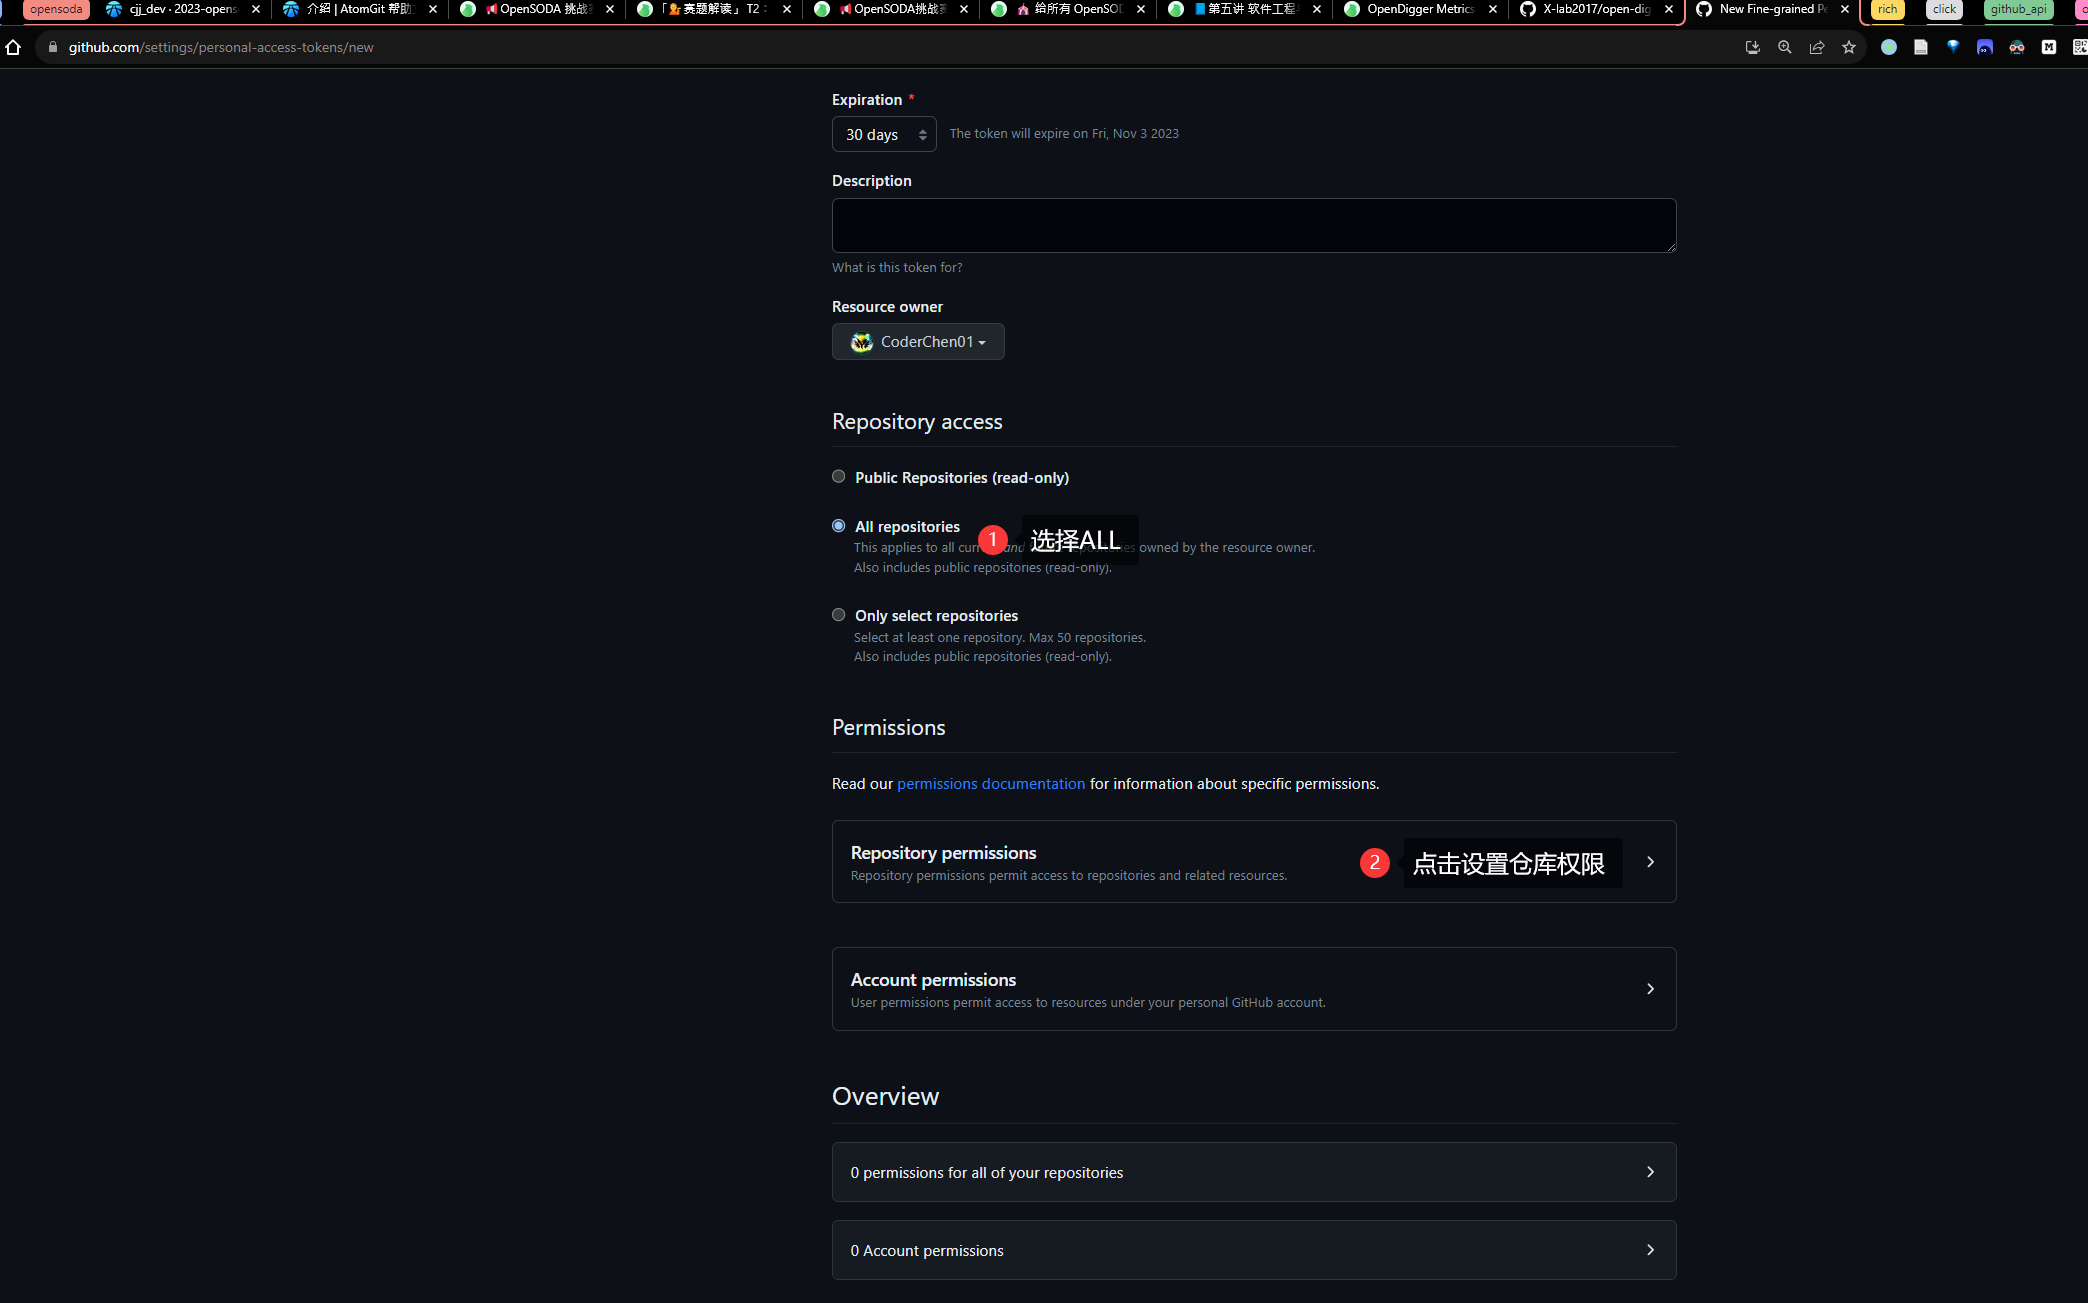 opensoda
cjj_dev · 2023-opens
介绍 | AtomGit 帮助
OpenSODA 挑战
「赛题解读」T2：
OpenSODA挑战赛
给所有 OpenSOD
第五讲 软件工程
OpenDigger Metrics
X-lab2017/open-dig
New Fine-grained Pe
rich
click
github_api
github.com/settings/personal-access-tokens/new
Expiration *
30 days
The token will expire on Fri, Nov 3 2023
Description
What is this token for?
Resource owner
CoderChen01
Repository access
Public Repositories (read-only)
All repositories
1 选择ALL
This applies to all current and future repositories owned by the resource owner.
Also includes public repositories (read-only).
Only select repositories
Select at least one repository. Max 50 repositories.
Also includes public repositories (read-only).
Permissions
Read our permissions documentation for information about specific permissions.
Repository permissions
Repository permissions permit access to repositories and related resources.
2 点击设置仓库权限
Account permissions
User permissions permit access to resources under your personal GitHub account.
Overview
0 permissions for all of your repositories
0 Account permissions